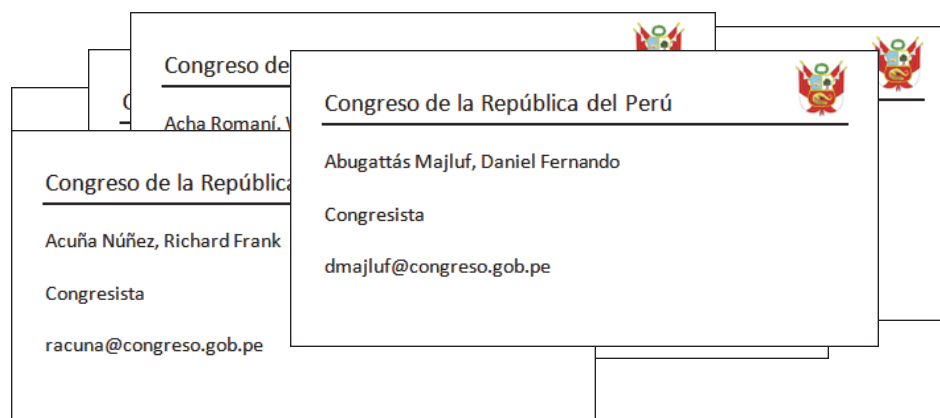 Congreso de
Acha Romaní,
Congreso de la República del Perú
Abugattás Majluf, Daniel Fernando
Congresista
dmajluf@congreso.gob.pe
Congreso de la República
Acuña Núñez, Richard Frank
Congresista
racuna@congreso.gob.pe